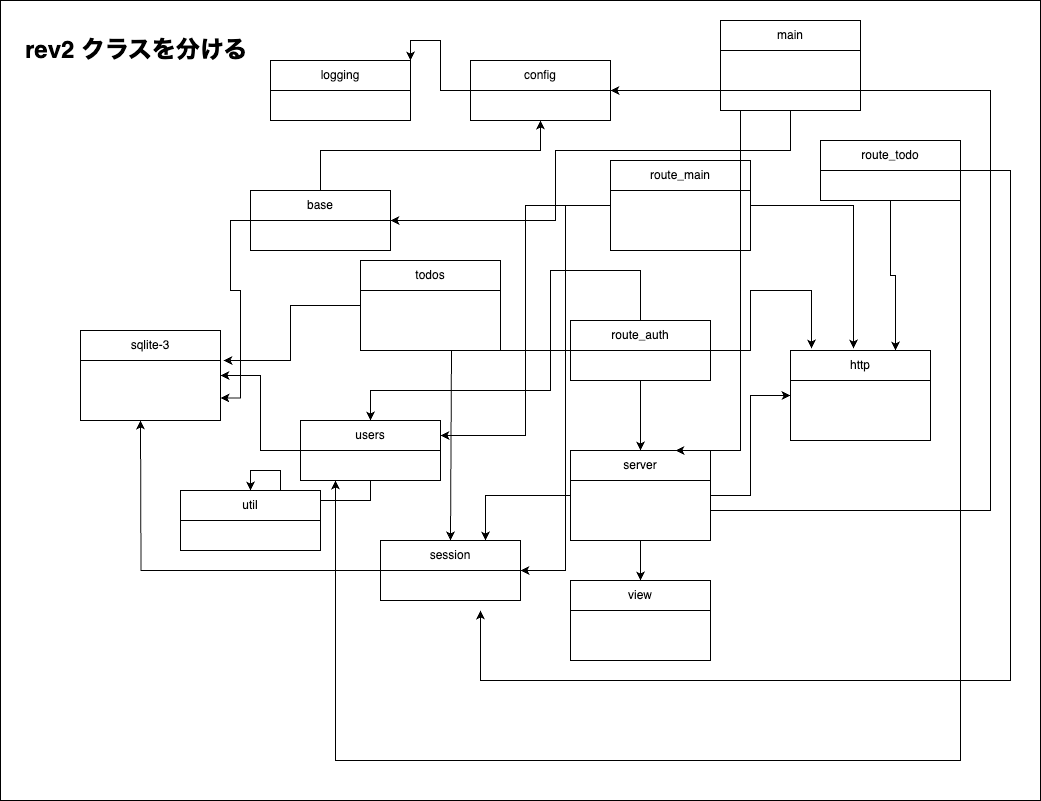 rev2 クラスを分ける
main
logging
config
route_todo
route_main
base
todos
route_auth
sqlite-3
http
users
server
util
session
view